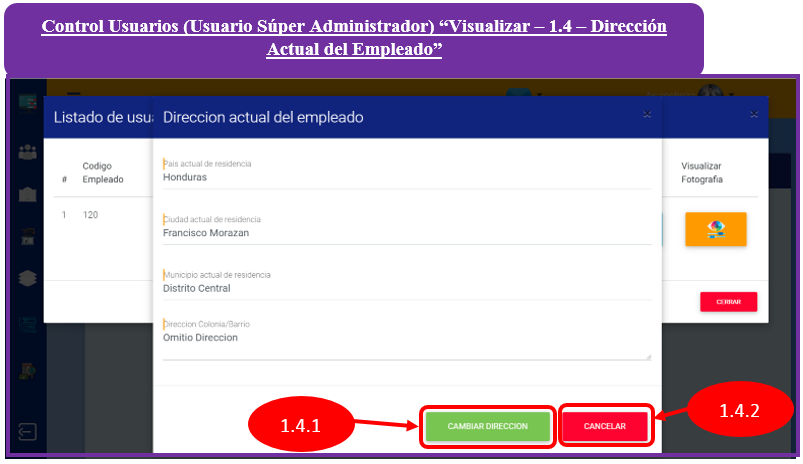 Control Usuarios (Usuario Súper Administrador) “Visualizar – 1.4 – Dirección
Actual del Empleado”
Listado de usua
Direccion actual del empleado
×
×
#
Codigo
Empleado
Visualizar
Fotografia
1
120
Pais actual de residencia
Honduras
Ciudad actual de residencia
Francisco Morazan
Municipio actual de residencia
Distrito Central
Direccion Colonia/Barrio
Omitio Direccion
CERRAR
1.4.1
CAMBIAR DIRECCION
CANCELAR
1.4.2